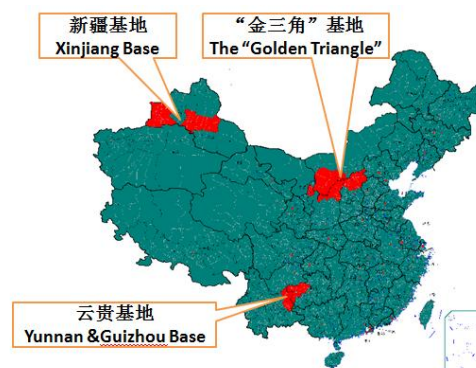 新疆基地
Xinjiang Base
“金三角”基地
The “Golden Triangle”
云贵基地
Yunnan &Guizhou Base